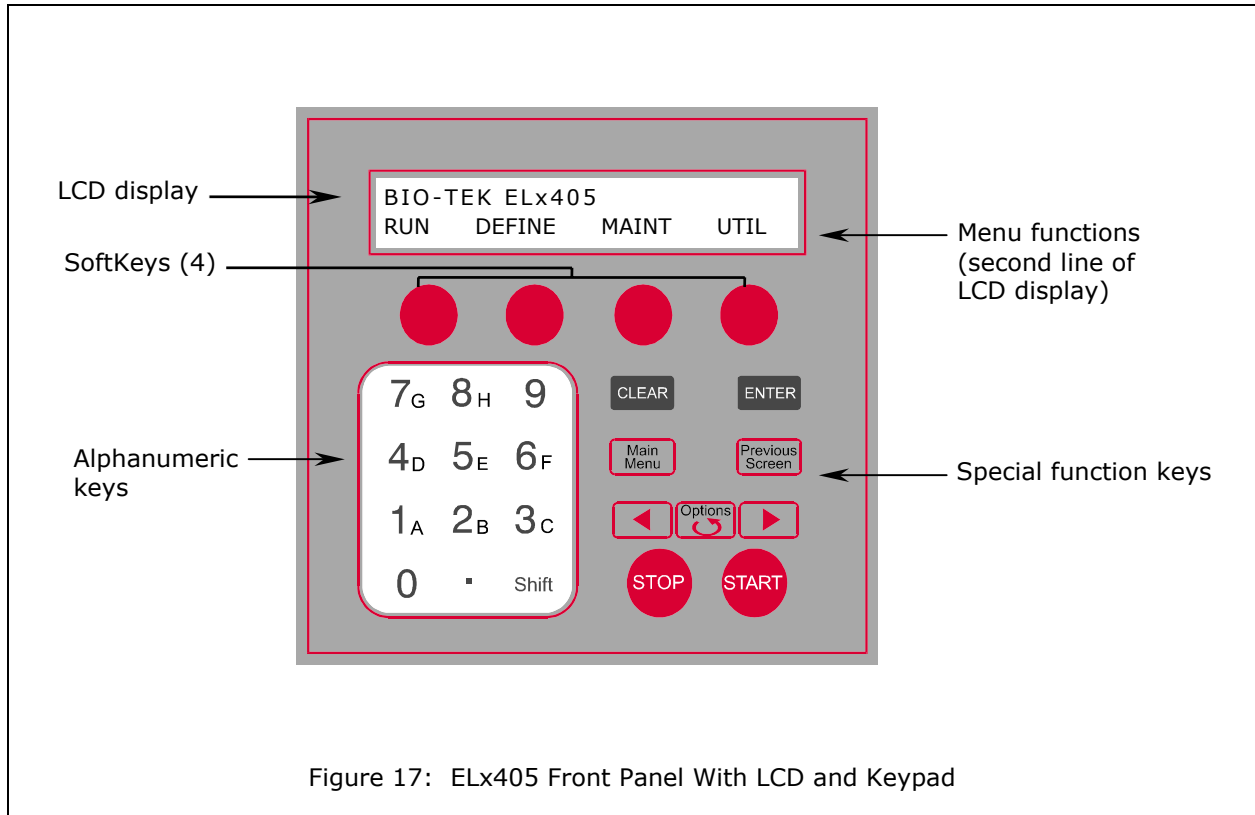 LCD display
BIO-TEK ELx405
RUN DEFINE MAINT UTIL
Menu functions
(second line of
LCD display)
SoftKeys (4)
7G 8H 9
4D 5E 6F
1A 2B 3C
0 . Shift
CLEAR ENTER
Main
Menu
Previous
Screen
Options
STOP START
Alphanumeric
keys
Special function keys
Figure 17: ELx405 Front Panel With LCD and Keypad